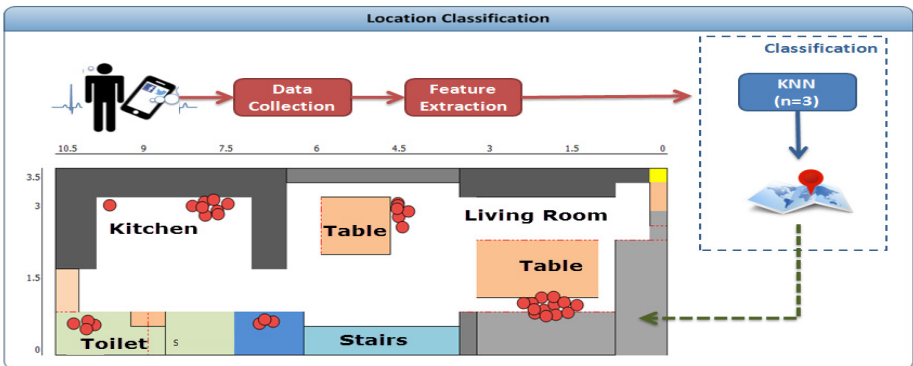 Location Classification
Classification
Data
Collection
Feature
Extraction
KNN
(n=3)
10.5 9 7.5 6 4.5 3 1.5 0
3.5
3
1.5
0
Kitchen
Table
Living Room
Table
Toilet
s
Stairs